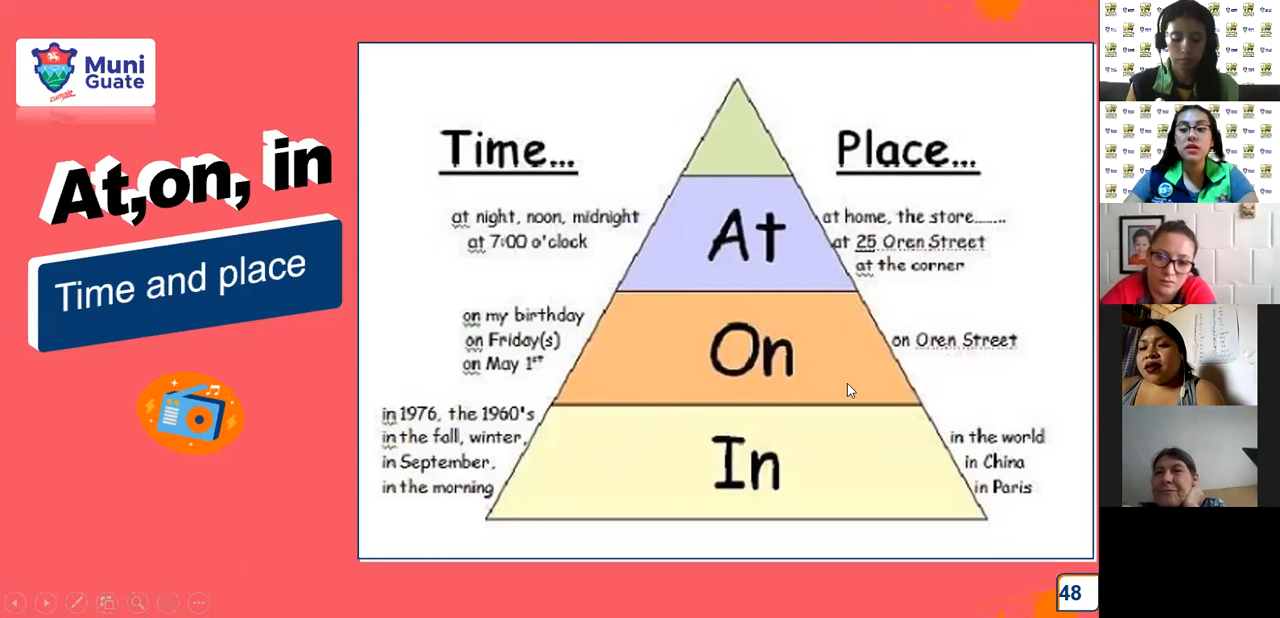 Muni
Guate
cumple
At,on, in
Time and place
Time...
at night, noon, midnight
at 7:00 o'clock
on my birthday
on Friday(s)
on May 1st
in 1976, the 1960's
in the fall, winter,
in September,
in the morning
At
On
In
Place...
at home, the store.......
at 25 Oren Street
at the corner
on Oren Street
in the world
in China
in Paris
48